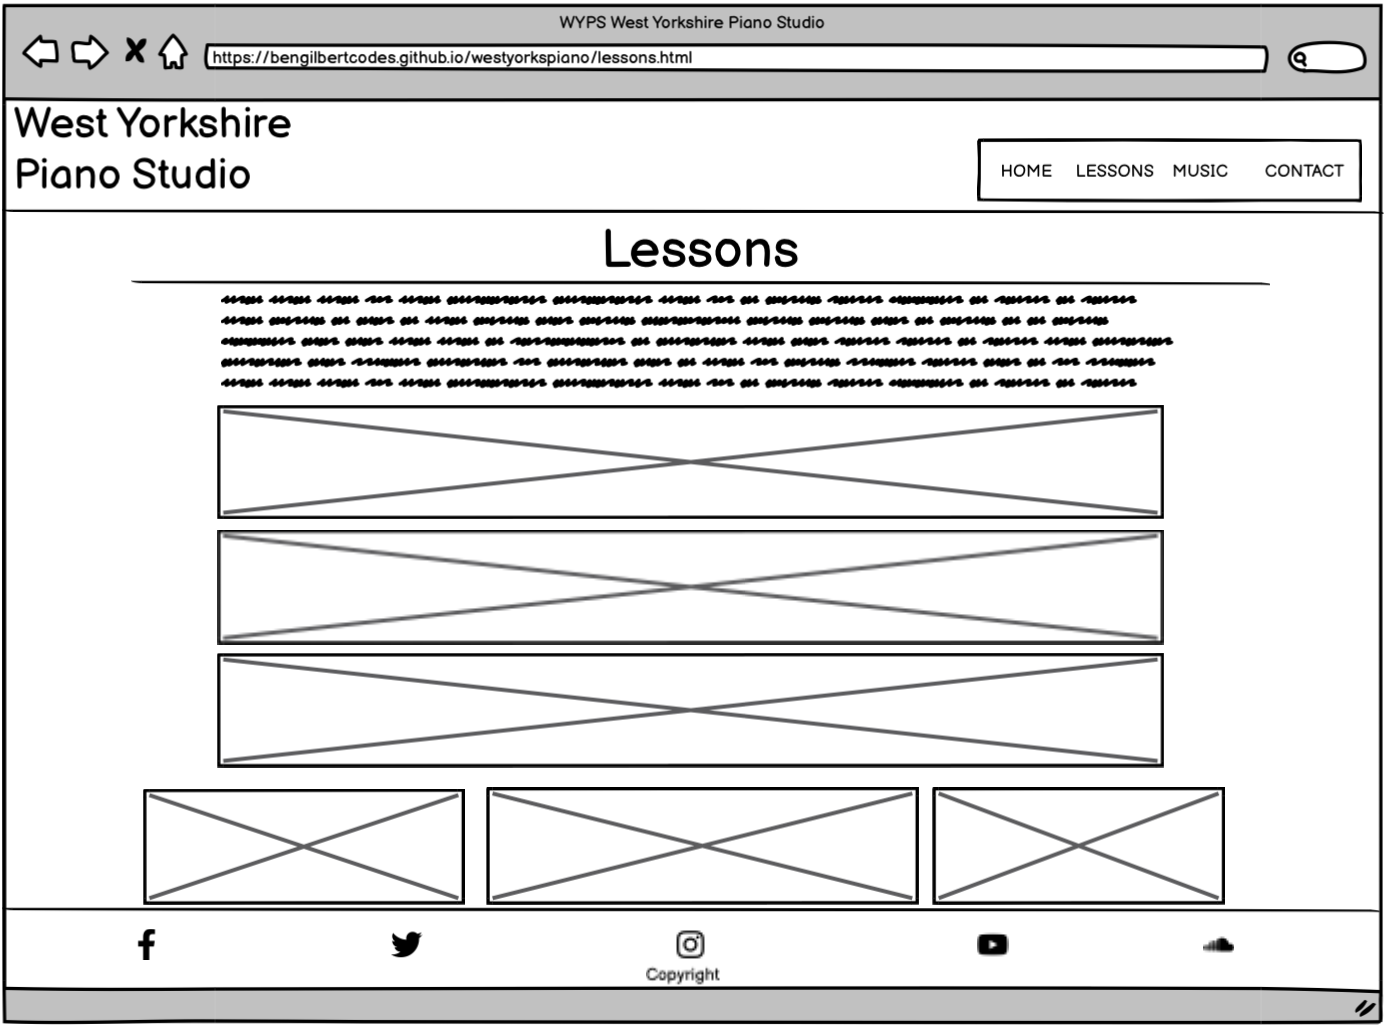 WYPS West Yorkshire Piano Studio
https://bengilbertcodes.github.io/westyorkspiano/lessons.html
West Yorkshire
Piano Studio
HOME LESSONS MUSIC CONTACT
Lessons
Copyright